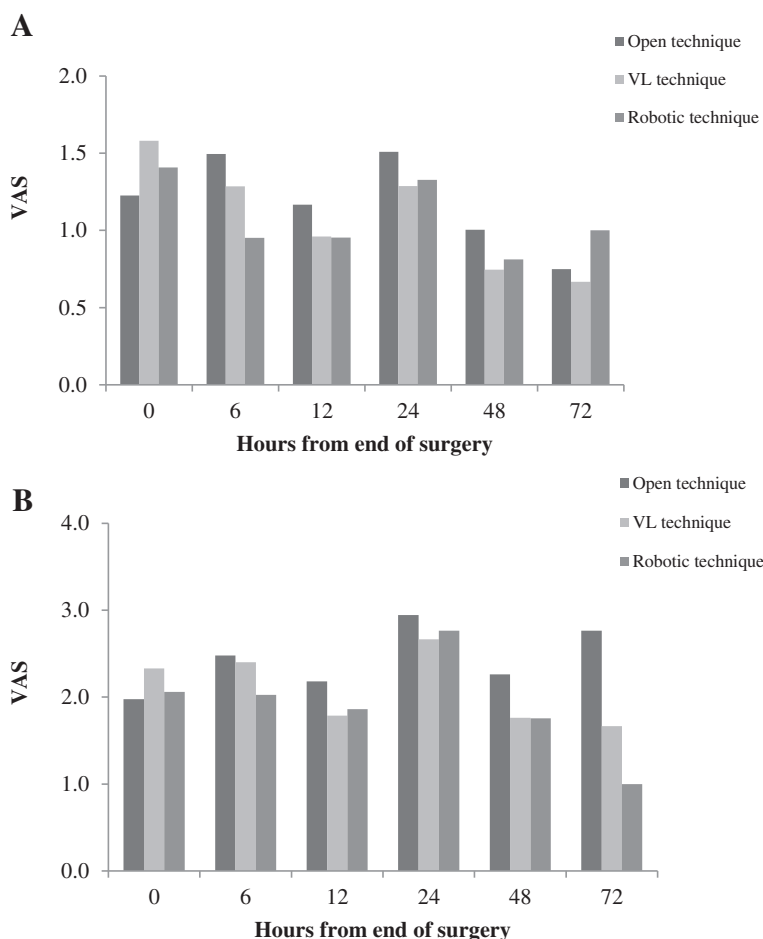 A
Open technique
VL technique
Robotic technique
2.0
1.5
1.0
0.5
0.0
VAS
0 6 12 24 48 72
Hours from end of surgery
B
Open technique
VL technique
Robotic technique
4.0
3.0
2.0
1.0
0.0
VAS
0 6 12 24 48 72
Hours from end of surgery